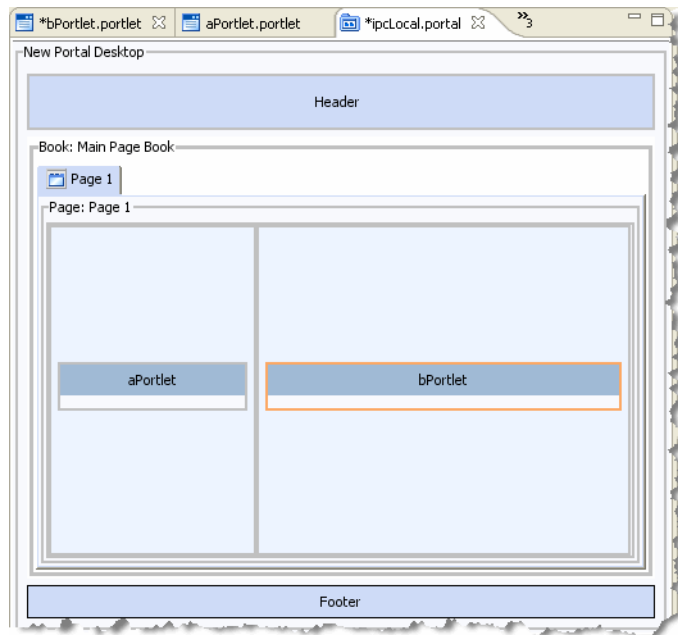 *bPortlet.portlet aPortlet.portlet *ipcLocal.portal »3
New Portal Desktop
Header
Book: Main Page Book
Page 1
Page: Page 1
aPortlet bPortlet
Footer